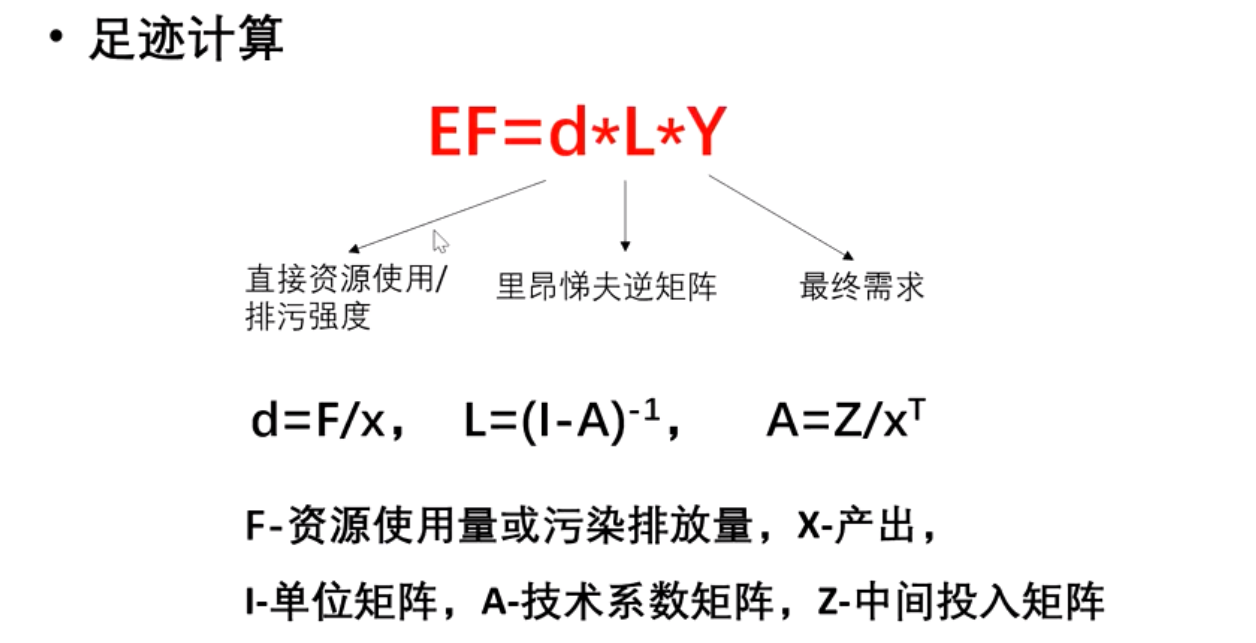 • 足迹计算
EF=d*L*Y
直接资源使用/
排污强度
里昂悌夫逆矩阵
最终需求
d=F/x， L=(I-A)⁻¹， A=Z/xᵀ
F-资源使用量或污染排放量，X-产出，
I-单位矩阵，A-技术系数矩阵，Z-中间投入矩阵